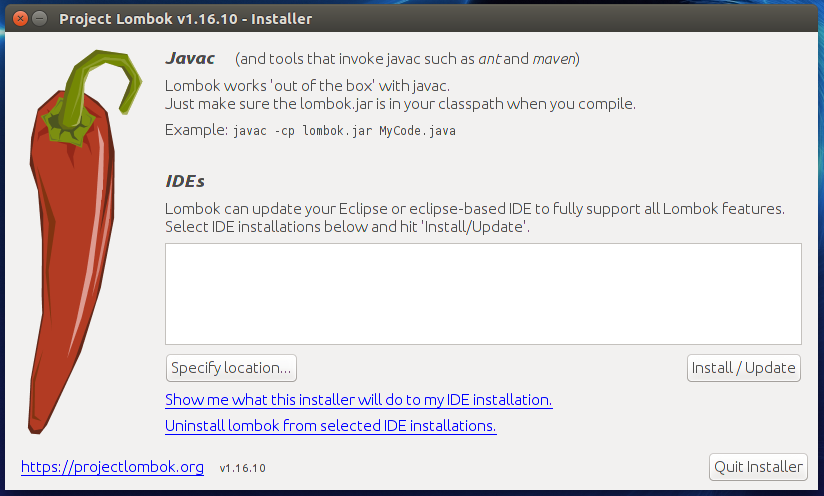 Project Lombok v1.16.10 - Installer
Javac (and tools that invoke javac such as ant and maven)
Lombok works 'out of the box' with javac.
Just make sure the lombok.jar is in your classpath when you compile.
Example: javac -cp lombok.jar MyCode.java
IDEs
Lombok can update your Eclipse or eclipse-based IDE to fully support all Lombok features.
Select IDE installations below and hit 'Install/Update'.
Specify location... Install / Update
Show me what this installer will do to my IDE installation.
Uninstall lombok from selected IDE installations.
https://projectlombok.org v1.16.10 Quit Installer